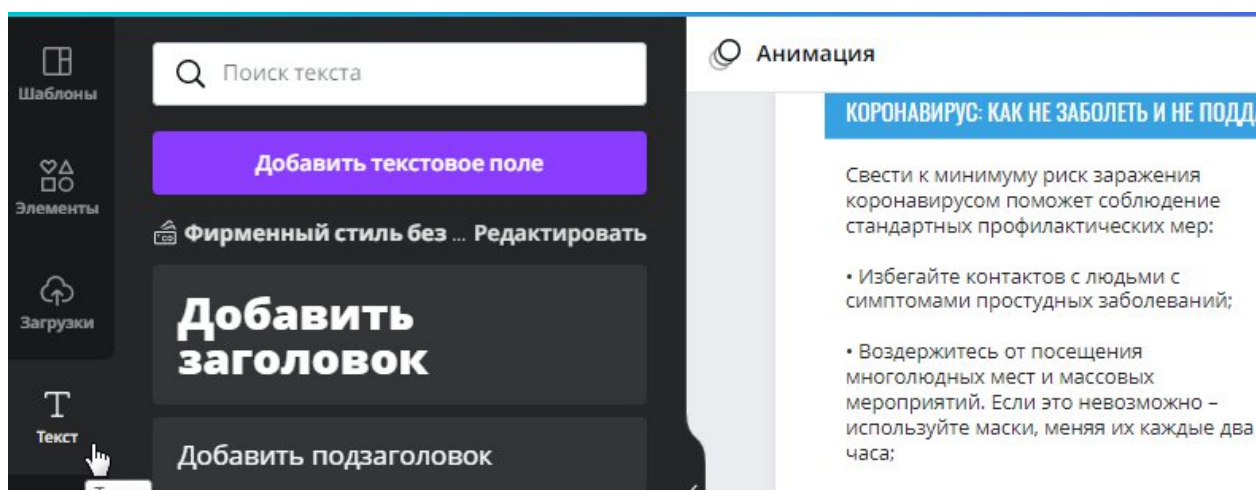 Шаблоны
Элементы
Загрузки
Текст
Поиск текста
Добавить текстовое поле
Фирменный стиль без ... Редактировать
Добавить
заголовок
Добавить подзаголовок
Анимация
КОРОНАВИРУС: КАК НЕ ЗАБОЛЕТЬ И НЕ
Свести к минимуму риск заражения
коронавирусом поможет соблюдение
стандартных профилактических мер:
• Избегайте контактов с людьми с
симптомами простудных заболеваний;
• Воздержитесь от посещения
многолюдных мест и массовых
мероприятий. Если это невозможно –
используйте маски, меняя их каждые два
часа;